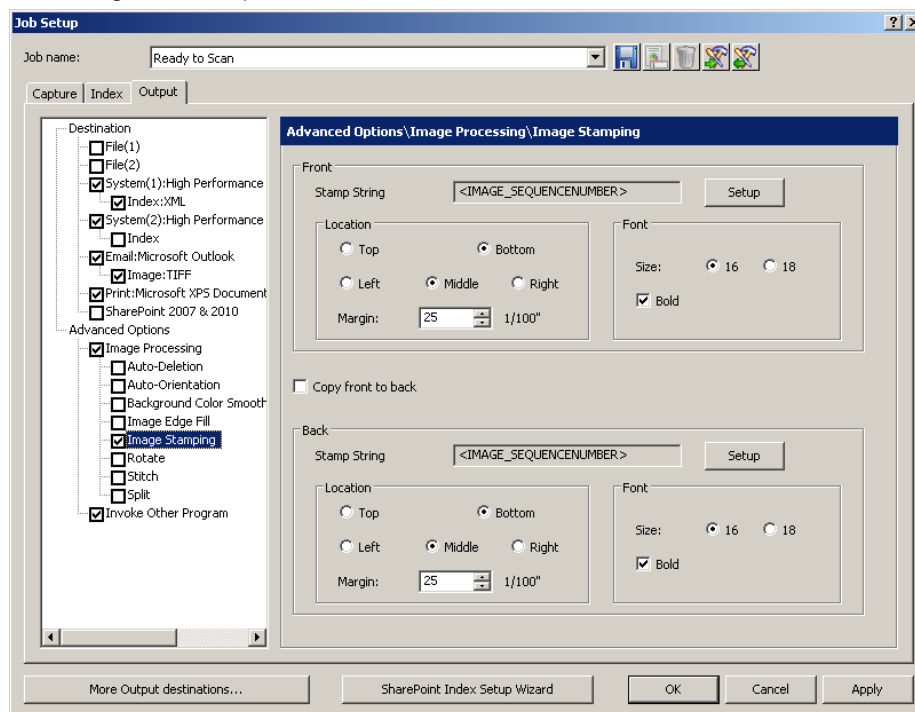 Job Setup
Job name: Ready to Scan
Capture Index Output
Destination
File(1)
File(2)
System(1):High Performance
Index:XML
System(2):High Performance
Index
Email:Microsoft Outlook
Image:TIFF
Print:Microsoft XPS Document
SharePoint 2007 & 2010
Advanced Options
Image Processing
Auto-Deletion
Auto-Orientation
Background Color Smooth
Image Edge Fill
Image Stamping
Rotate
Stitch
Split
Invoke Other Program
Advanced Options\Image Processing\Image Stamping
Front
Stamp String <IMAGE_SEQUENCENUMBER> Setup
Location
Top Bottom
Left Middle Right
Margin: 25 1/100"
Font
Size: 16 18
Bold
Copy front to back
Back
Stamp String <IMAGE_SEQUENCENUMBER> Setup
Location
Top Bottom
Left Middle Right
Margin: 25 1/100"
Font
Size: 16 18
Bold
More Output destinations... SharePoint Index Setup Wizard OK Cancel Apply